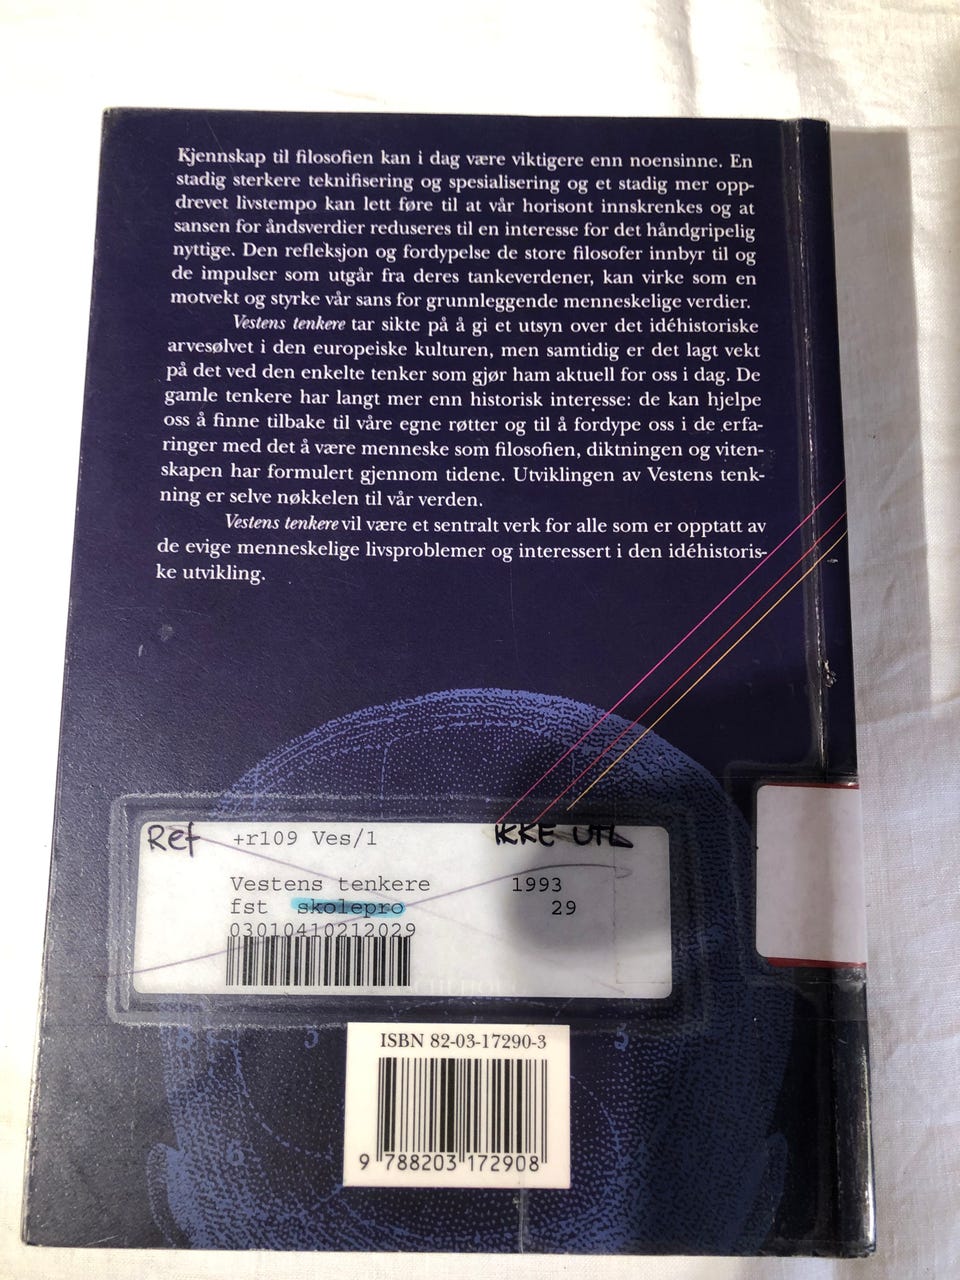 Kjennskap til filosofien kan i dag være viktigere enn noensinne. En
stadig sterkere teknifisering og spesialisering og et stadig mer opp-
drevet livstempo kan lett føre til at vår horisont innskrenkes og at
sansen for åndsverdier reduseres til en interesse for det håndgripelig
nyttige. Den refleksjon og fordypelse de store filosofer innbyr til og
de impulser som utgår fra deres tankeverdener, kan virke som en
motvekt og styrke vår sans for grunnleggende menneskelige verdier.
Vestens tenkere tar sikte på å gi et utsyn over det idéhistoriske
arvesølvet i den europeiske kulturen, men samtidig er det lagt vekt
på det ved den enkelte tenker som gjør ham aktuell for oss i dag. De
gamle tenkere har langt mer enn historisk interesse: de kan hjelpe
oss å finne tilbake til våre egne røtter og til å fordype oss i de erfa-
ringer med det å være menneske som filosofien, diktningen og viten-
skapen har formulert gjennom tidene. Utviklingen av Vestens tenk-
ning er selve nøkkelen til vår verden.
Vestens tenkere vil være et sentralt verk for alle som er opptatt av
de evige menneskelige livsproblemer og interessert i den idéhistoris-
ke utvikling.
Ref +r109 Ves/1 IKKE UTL
Vestens tenkere 1993
fst skolepro 29
03010410212029
ISBN 82-03-17290-3
9 788203 172908